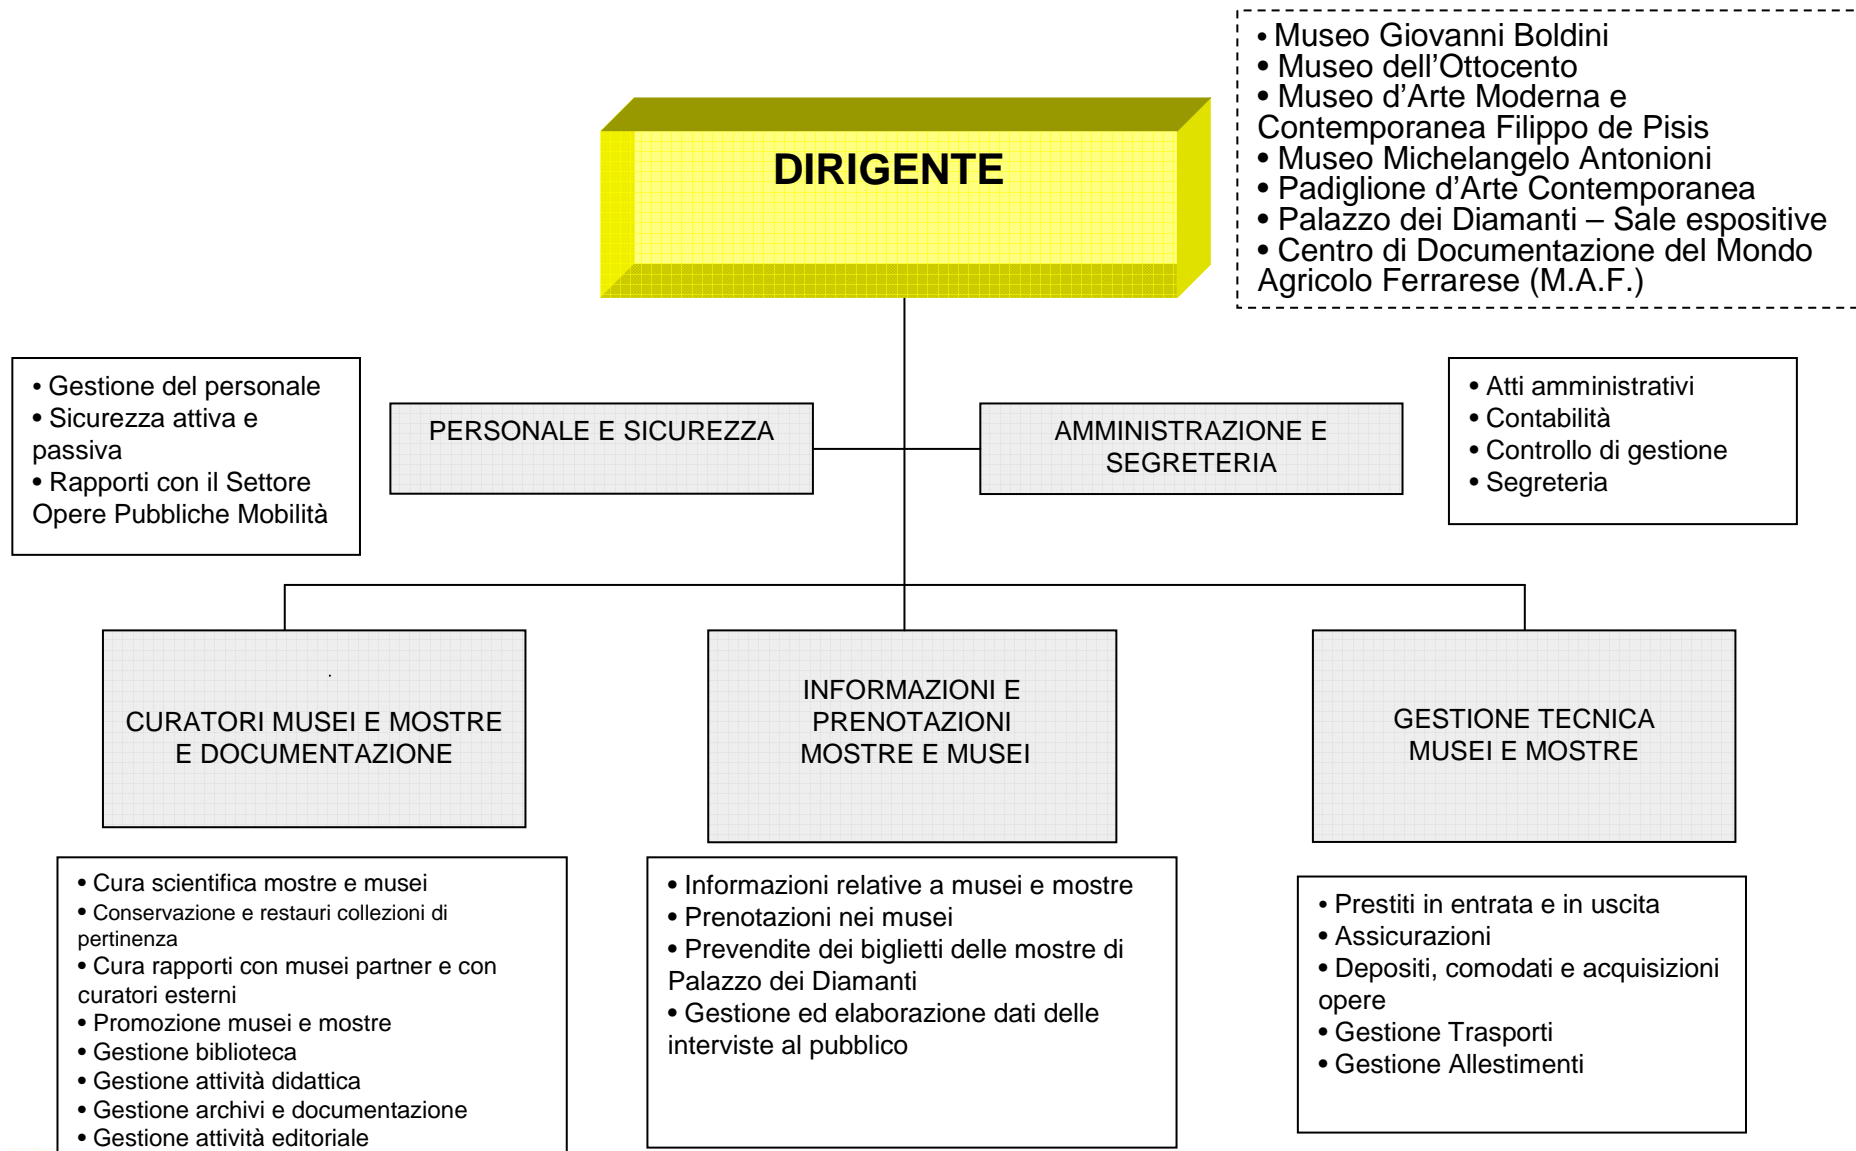 • Museo Giovanni Boldini
• Museo dell’Ottocento
• Museo d’Arte Moderna e
Contemporanea Filippo de Pisis
• Museo Michelangelo Antonioni
• Padiglione d’Arte Contemporanea
• Palazzo dei Diamanti – Sale espositive
• Centro di Documentazione del Mondo
Agricolo Ferrarese (M.A.F.)
DIRIGENTE
• Gestione del personale
• Sicurezza attiva e
passiva
• Rapporti con il Settore
Opere Pubbliche Mobilità
PERSONALE E SICUREZZA
AMMINISTRAZIONE E
SEGRETERIA
• Atti amministrativi
• Contabilità
• Controllo di gestione
• Segreteria
.
CURATORI MUSEI E MOSTRE
E DOCUMENTAZIONE
INFORMAZIONI E
PRENOTAZIONI
MOSTRE E MUSEI
GESTIONE TECNICA
MUSEI E MOSTRE
• Cura scientifica mostre e musei
• Conservazione e restauri collezioni di
pertinenza
• Cura rapporti con musei partner e con
curatori esterni
• Promozione musei e mostre
• Gestione biblioteca
• Gestione attività didattica
• Gestione archivi e documentazione
• Gestione attività editoriale
• Informazioni relative a musei e mostre
• Prenotazioni nei musei
• Prevendite dei biglietti delle mostre di
Palazzo dei Diamanti
• Gestione ed elaborazione dati delle
interviste al pubblico
• Prestiti in entrata e in uscita
• Assicurazioni
• Depositi, comodati e acquisizioni
opere
• Gestione Trasporti
• Gestione Allestimenti